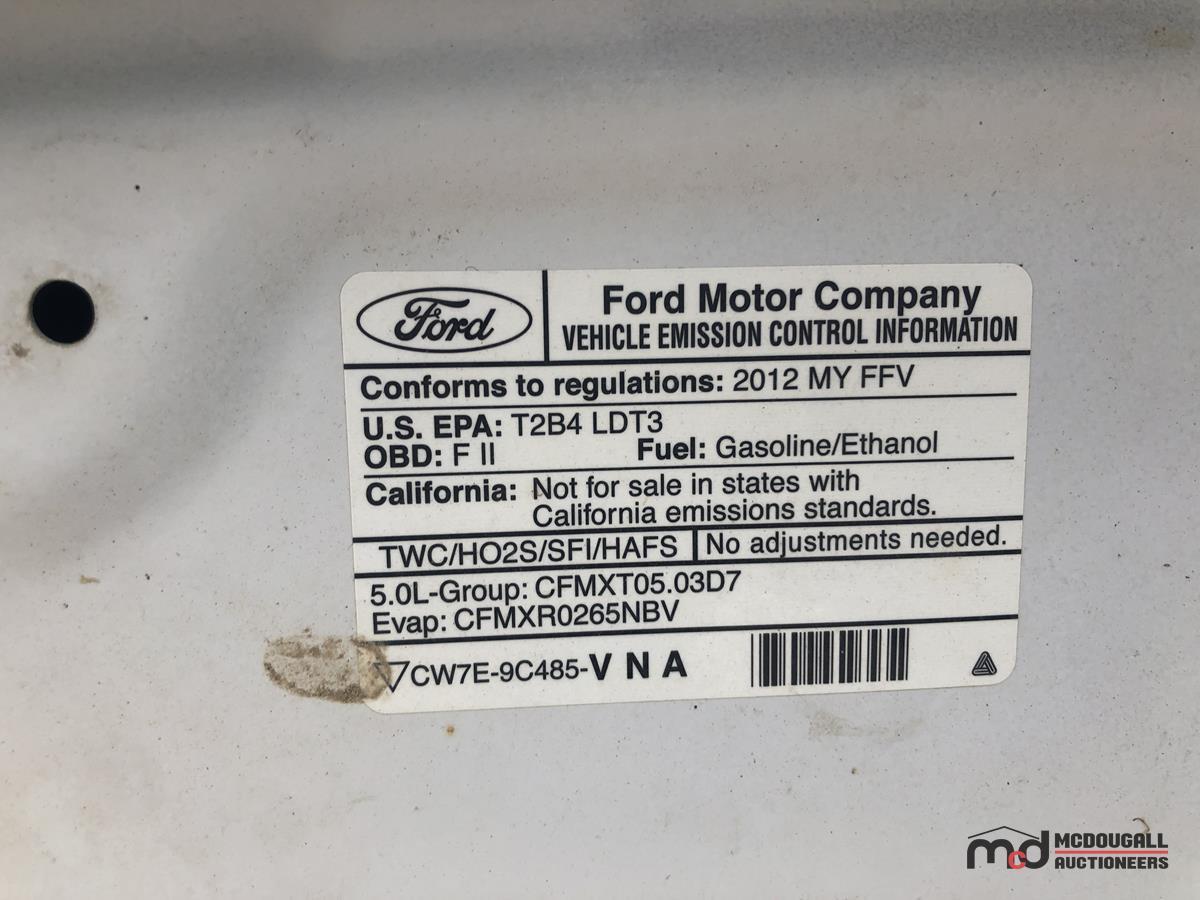 Ford
Ford Motor Company
VEHICLE EMISSION CONTROL INFORMATION
Conforms to regulations: 2012 MY FFV
U.S. EPA: T2B4 LDT3
OBD: F II Fuel: Gasoline/Ethanol
California: Not for sale in states with
California emissions standards.
TWC/HO2S/SFI/HAFS No adjustments needed.
5.0L-Group: CFMXT05.03D7
Evap: CFMXR0265NBV
CW7E-9C485-V N A
mcd MCDOUGALL
AUCTIONEERS